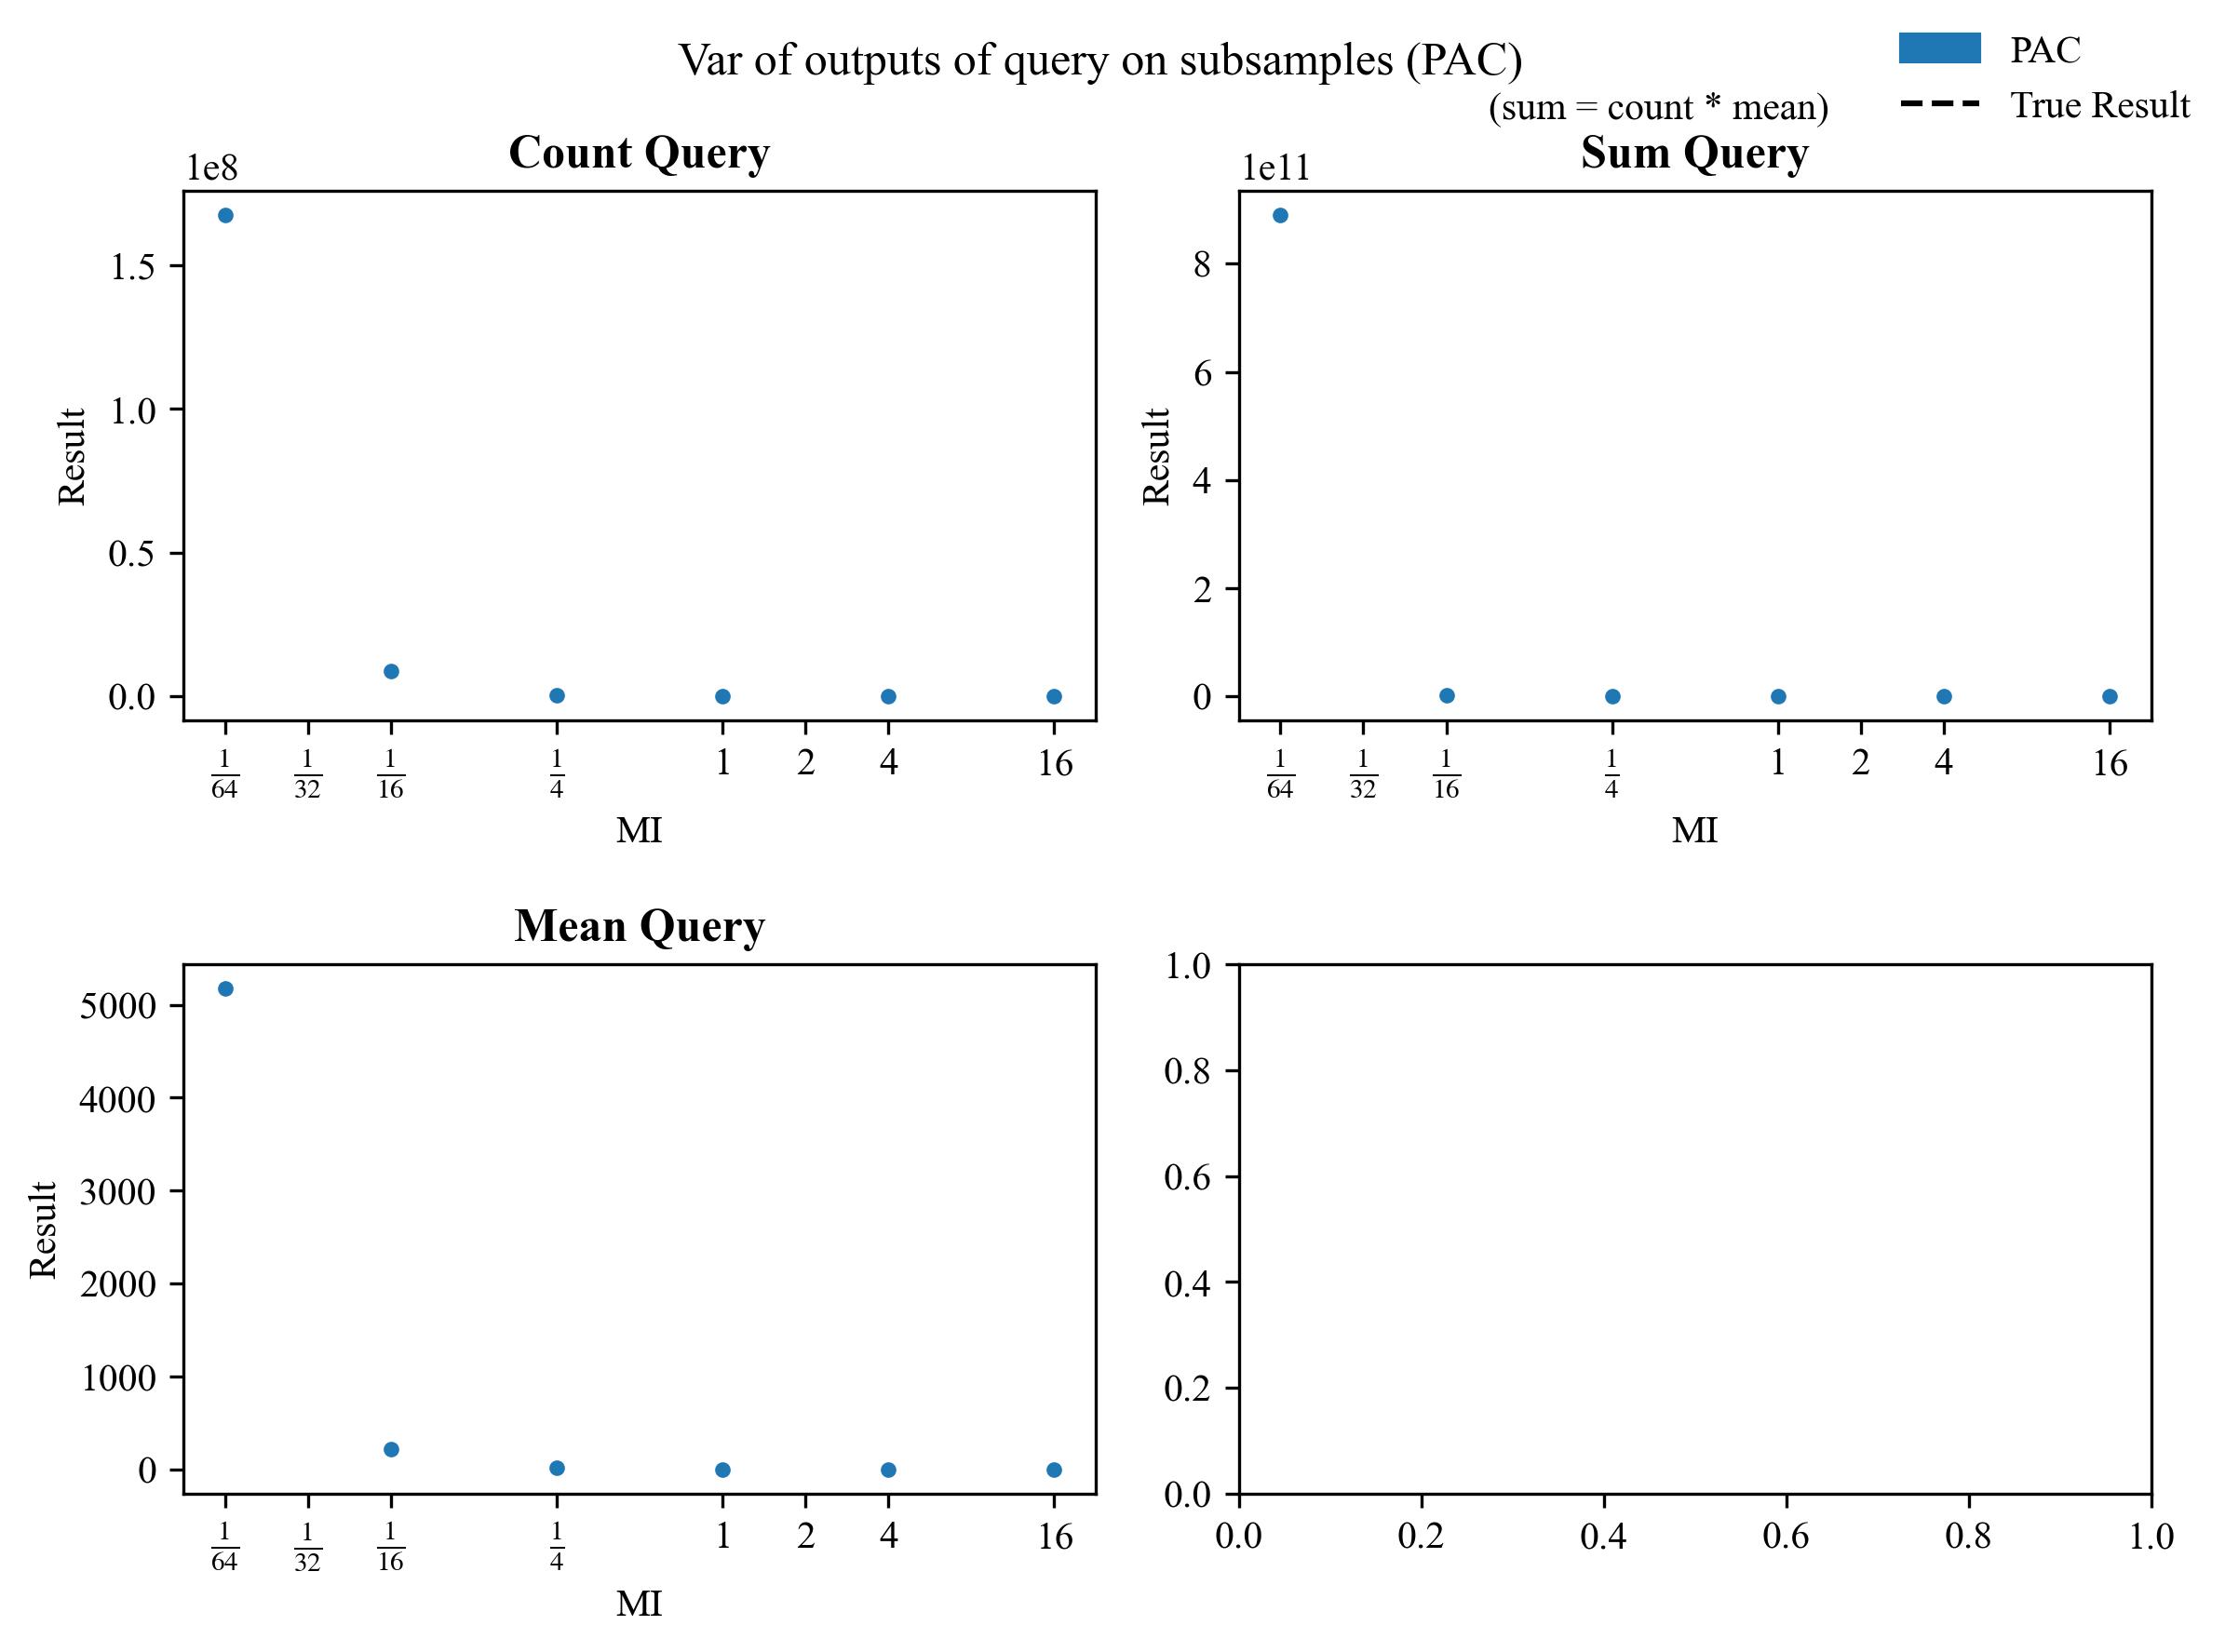 Var of outputs of query on subsamples (PAC)
PAC
True Result
(sum = count * mean)
Count Query
1e8
Result
1.5
1.0
0.5
0.0
1/64 1/32 1/16 1/4 1 2 4 16
MI
Sum Query
1e11
Result
8
6
4
2
0
1/64 1/32 1/16 1/4 1 2 4 16
MI
Mean Query
Result
5000
4000
3000
2000
1000
0
1/64 1/32 1/16 1/4 1 2 4 16
MI
1.0
0.8
0.6
0.4
0.2
0.0
0.0 0.2 0.4 0.6 0.8 1.0